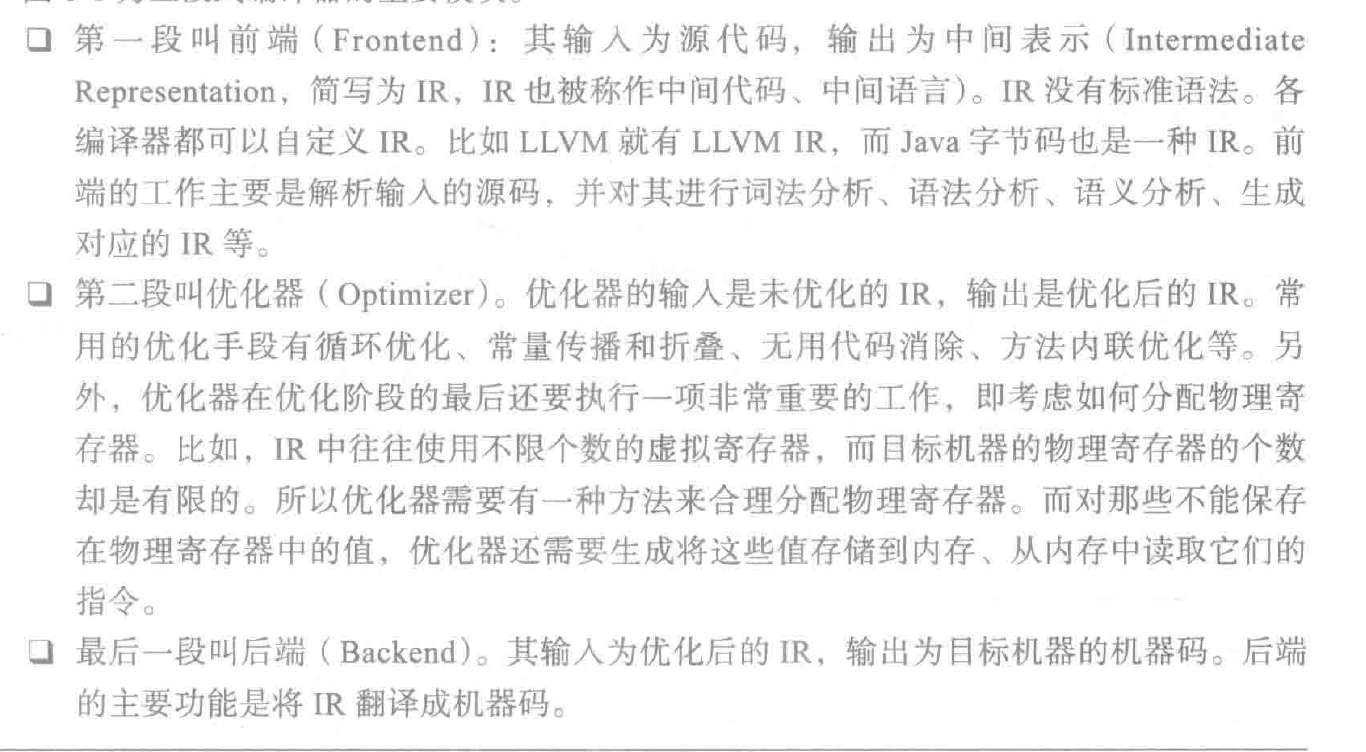 ❑ 第一段叫前端（Frontend）：其输入为源代码，输出为中间表示（Intermediate
Representation，简写为 IR，IR 也被称作中间代码、中间语言）。IR 没有标准语法。各
编译器都可以自定义 IR。比如 LLVM 就有 LLVM IR，而 Java 字节码也是一种 IR。前
端的工作主要是解析输入的源码，并对其进行词法分析、语法分析、语义分析、生成
对应的 IR 等。
❑ 第二段叫优化器（Optimizer）。优化器的输入是未优化的 IR，输出是优化后的 IR。常
用的优化手段有循环优化、常量传播和折叠、无用代码消除、方法内联优化等。另
外，优化器在优化阶段的最后还要执行一项非常重要的工作，即考虑如何分配物理寄
存器。比如，IR 中往往使用不限个数的虚拟寄存器，而目标机器的物理寄存器的个数
却是有限的。所以优化器需要有一种方法来合理分配物理寄存器。而对那些不能保存
在物理寄存器中的值，优化器还需要生成将这些值存储到内存、从内存中读取它们的
指令。
❑ 最后一段叫后端（Backend）。其输入为优化后的 IR，输出为目标机器的机器码。后端
的主要功能是将 IR 翻译成机器码。